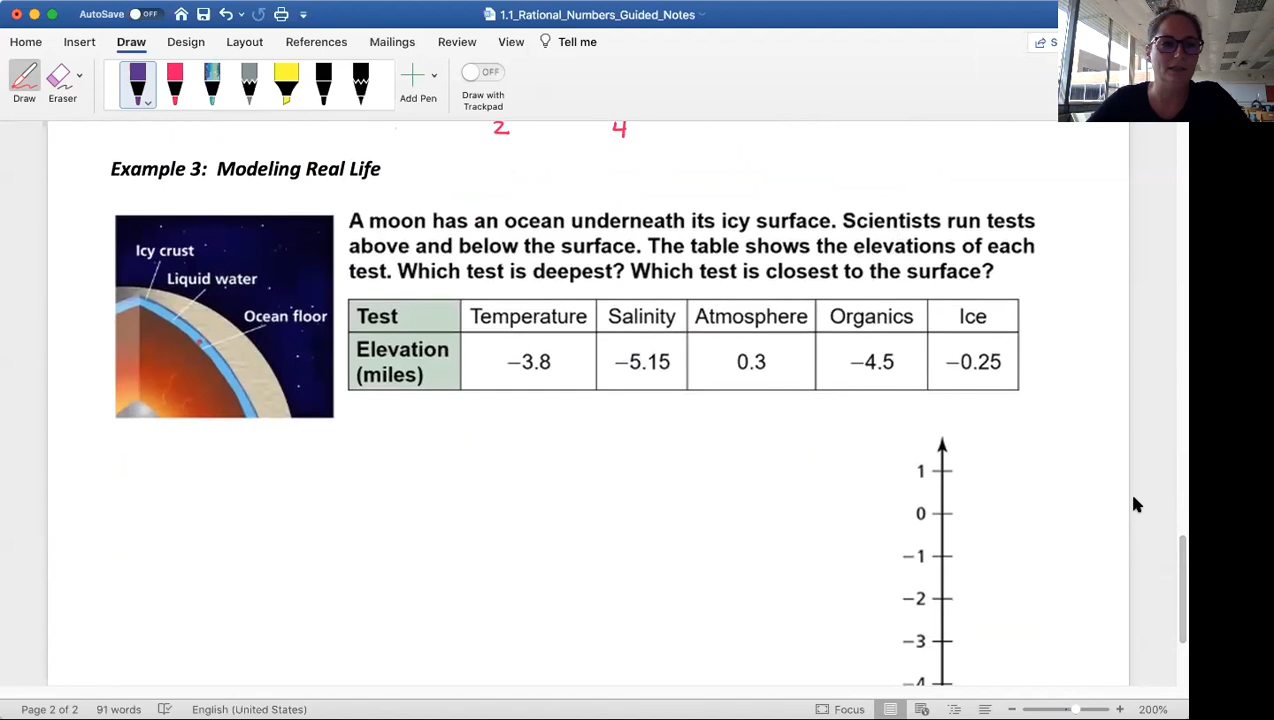 AutoSave OFF
1.1_Rational_Numbers_Guided_Notes
Home Insert Draw Design Layout References Mailings Review View Tell me
S
Draw Eraser Add Pen Draw with Trackpad OFF
2 4
Example 3: Modeling Real Life
A moon has an ocean underneath its icy surface. Scientists run tests
above and below the surface. The table shows the elevations of each
test. Which test is deepest? Which test is closest to the surface?
Icy crust
Liquid water
Ocean floor
Test Temperature Salinity Atmosphere Organics Ice
Elevation (miles) −3.8 −5.15 0.3 −4.5 −0.25
1
0
−1
−2
−3
−4
Page 2 of 2 91 words English (United States) Focus 200%